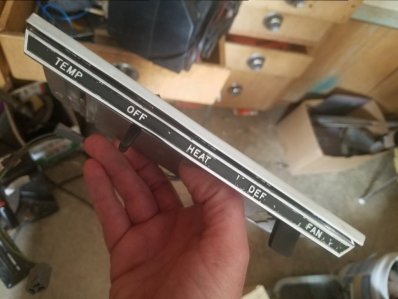 TEMP OFF HEAT DEF FAN